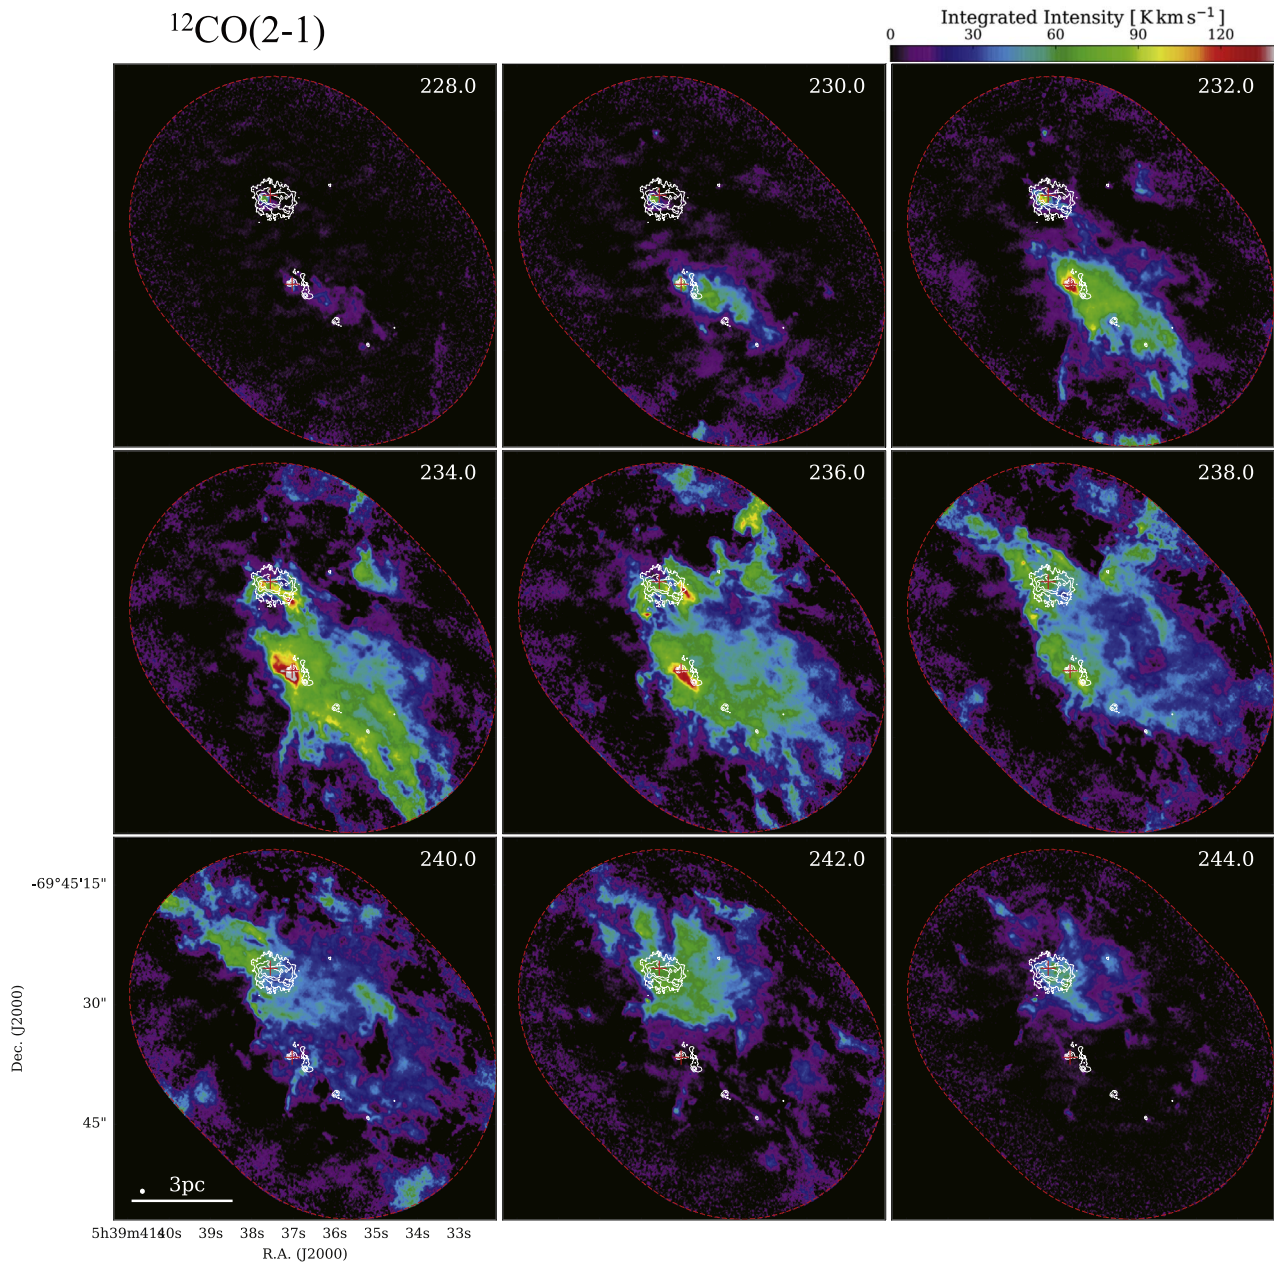 ¹²CO(2-1)
Integrated Intensity [ K km s⁻¹ ]
0 30 60 90 120
228.0 230.0 232.0
234.0 236.0 238.0
240.0 242.0 244.0
-69°45'15"
30"
45"
Dec. (J2000)
3pc
5h39m41s 40s 39s 38s 37s 36s 35s 34s 33s
R.A. (J2000)